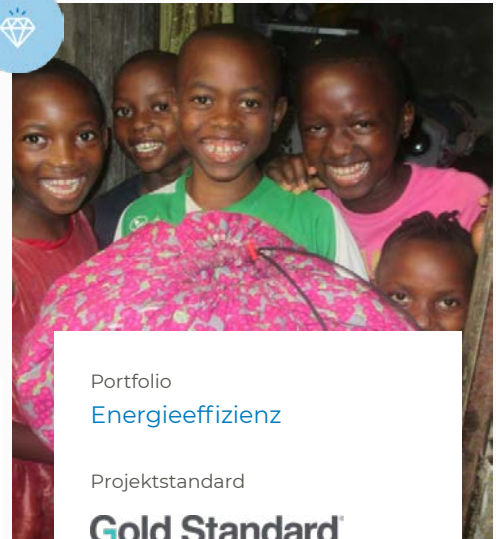 Portfolio
Energieeffizienz
Projektstandard
Gold Standard